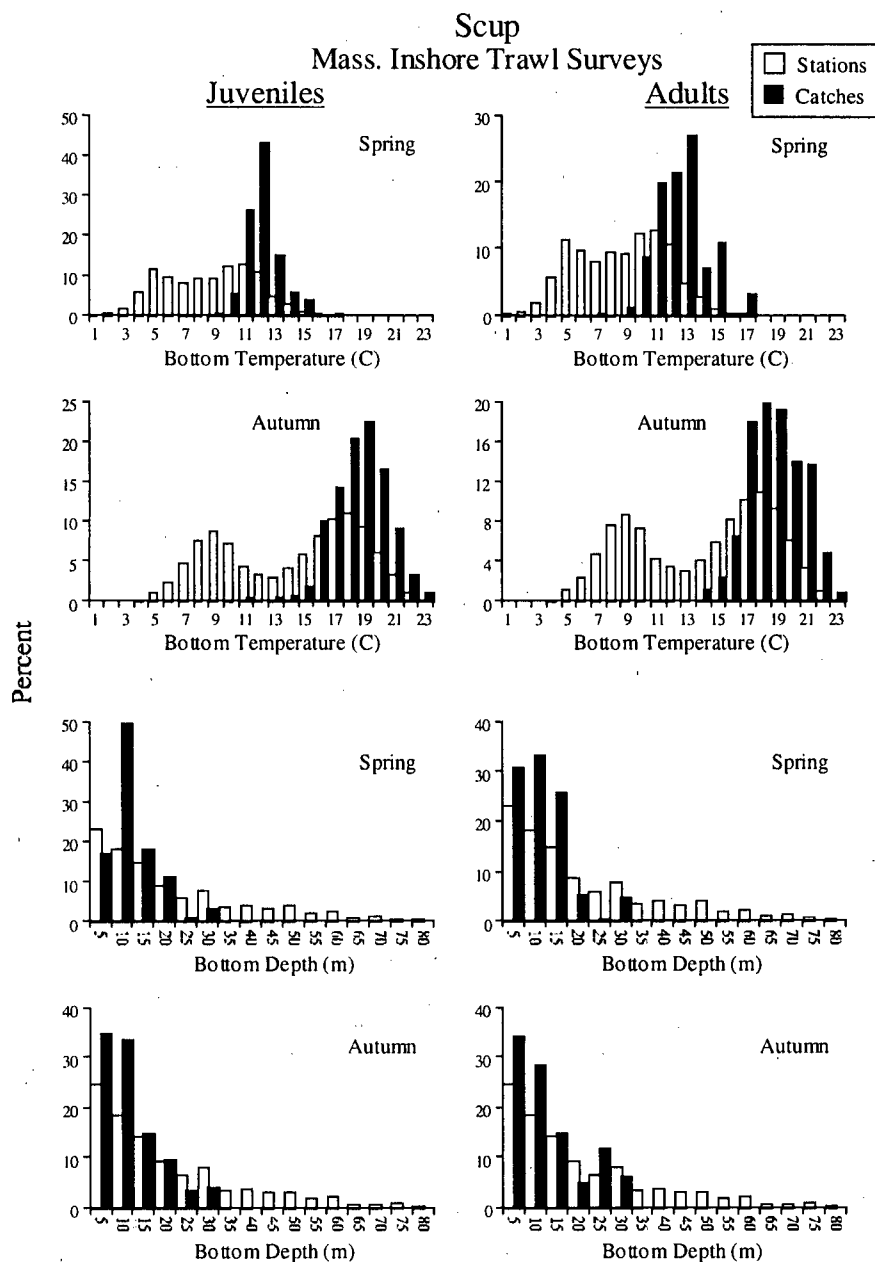 Scup
Mass. Inshore Trawl Surveys
Stations
Catches
Juveniles
Adults
50
40
30
20
10
0
Spring
1 3 5 7 9 11 13 15 17 19 21 23
Bottom Temperature (C)
30
20
10
0
Spring
1 3 5 7 9 11 13 15 17 19 21 23
Bottom Temperature (C)
25
20
15
10
5
0
Autumn
1 3 5 7 9 11 13 15 17 19 21 23
Bottom Temperature (C)
20
16
12
8
4
0
Autumn
1 3 5 7 9 11 13 15 17 19 21 23
Bottom Temperature (C)
Percent
50
40
30
20
10
0
Spring
5 10 15 20 25 30 35 40 45 50 55 60 65 70 75 80
Bottom Depth (m)
40
30
20
10
0
Spring
5 10 15 20 25 30 35 40 45 50 55 60 65 70 75 80
Bottom Depth (m)
40
30
20
10
0
Autumn
5 10 15 20 25 30 35 40 45 50 55 60 65 70 75 80
Bottom Depth (m)
40
30
20
10
0
Autumn
5 10 15 20 25 30 35 40 45 50 55 60 65 70 75 80
Bottom Depth (m)